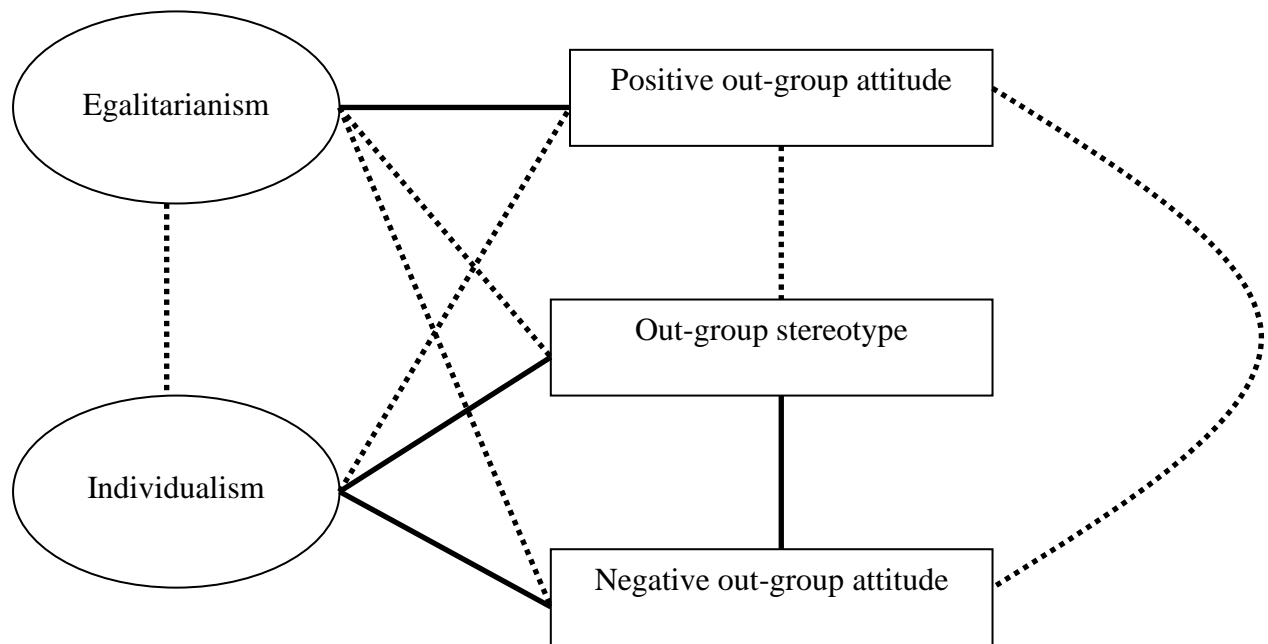 Egalitarianism
Positive out-group attitude
Out-group stereotype
Individualism
Negative out-group attitude